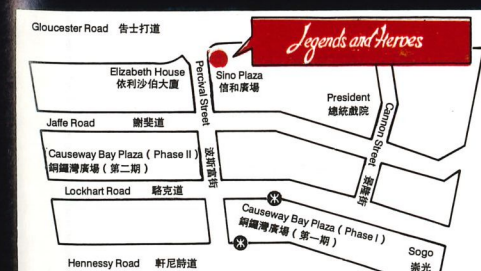 Gloucester Road 告士打道
Legends and Heroes
Elizabeth House
依利沙伯大廈
Percival Street
波斯富街
Sino Plaza
信和廣場
President
總統戲院
Cannon Street
景隆街
Jaffe Road 謝斐道
Causeway Bay Plaza ( Phase II )
銅鑼灣廣場 ( 第二期 )
Lockhart Road 駱克道
Causeway Bay Plaza ( Phase I )
銅鑼灣廣場 ( 第一期 )
Sogo
崇光
Hennessy Road 軒尼詩道